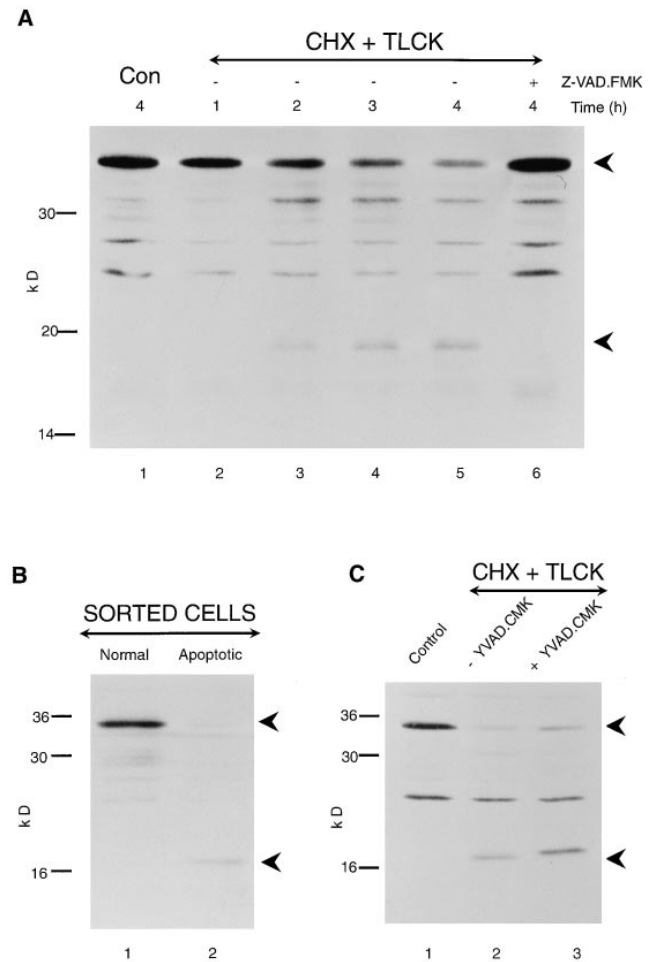 A
CHX + TLCK
Con - - - - + Z-VAD.FMK
4 1 2 3 4 4 Time (h)
30
20
14
kD
1 2 3 4 5 6
B
SORTED CELLS
Normal Apoptotic
36
30
16
kD
1 2
C
CHX + TLCK
Control - YVAD.CMK + YVAD.CMK
36
30
16
kD
1 2 3